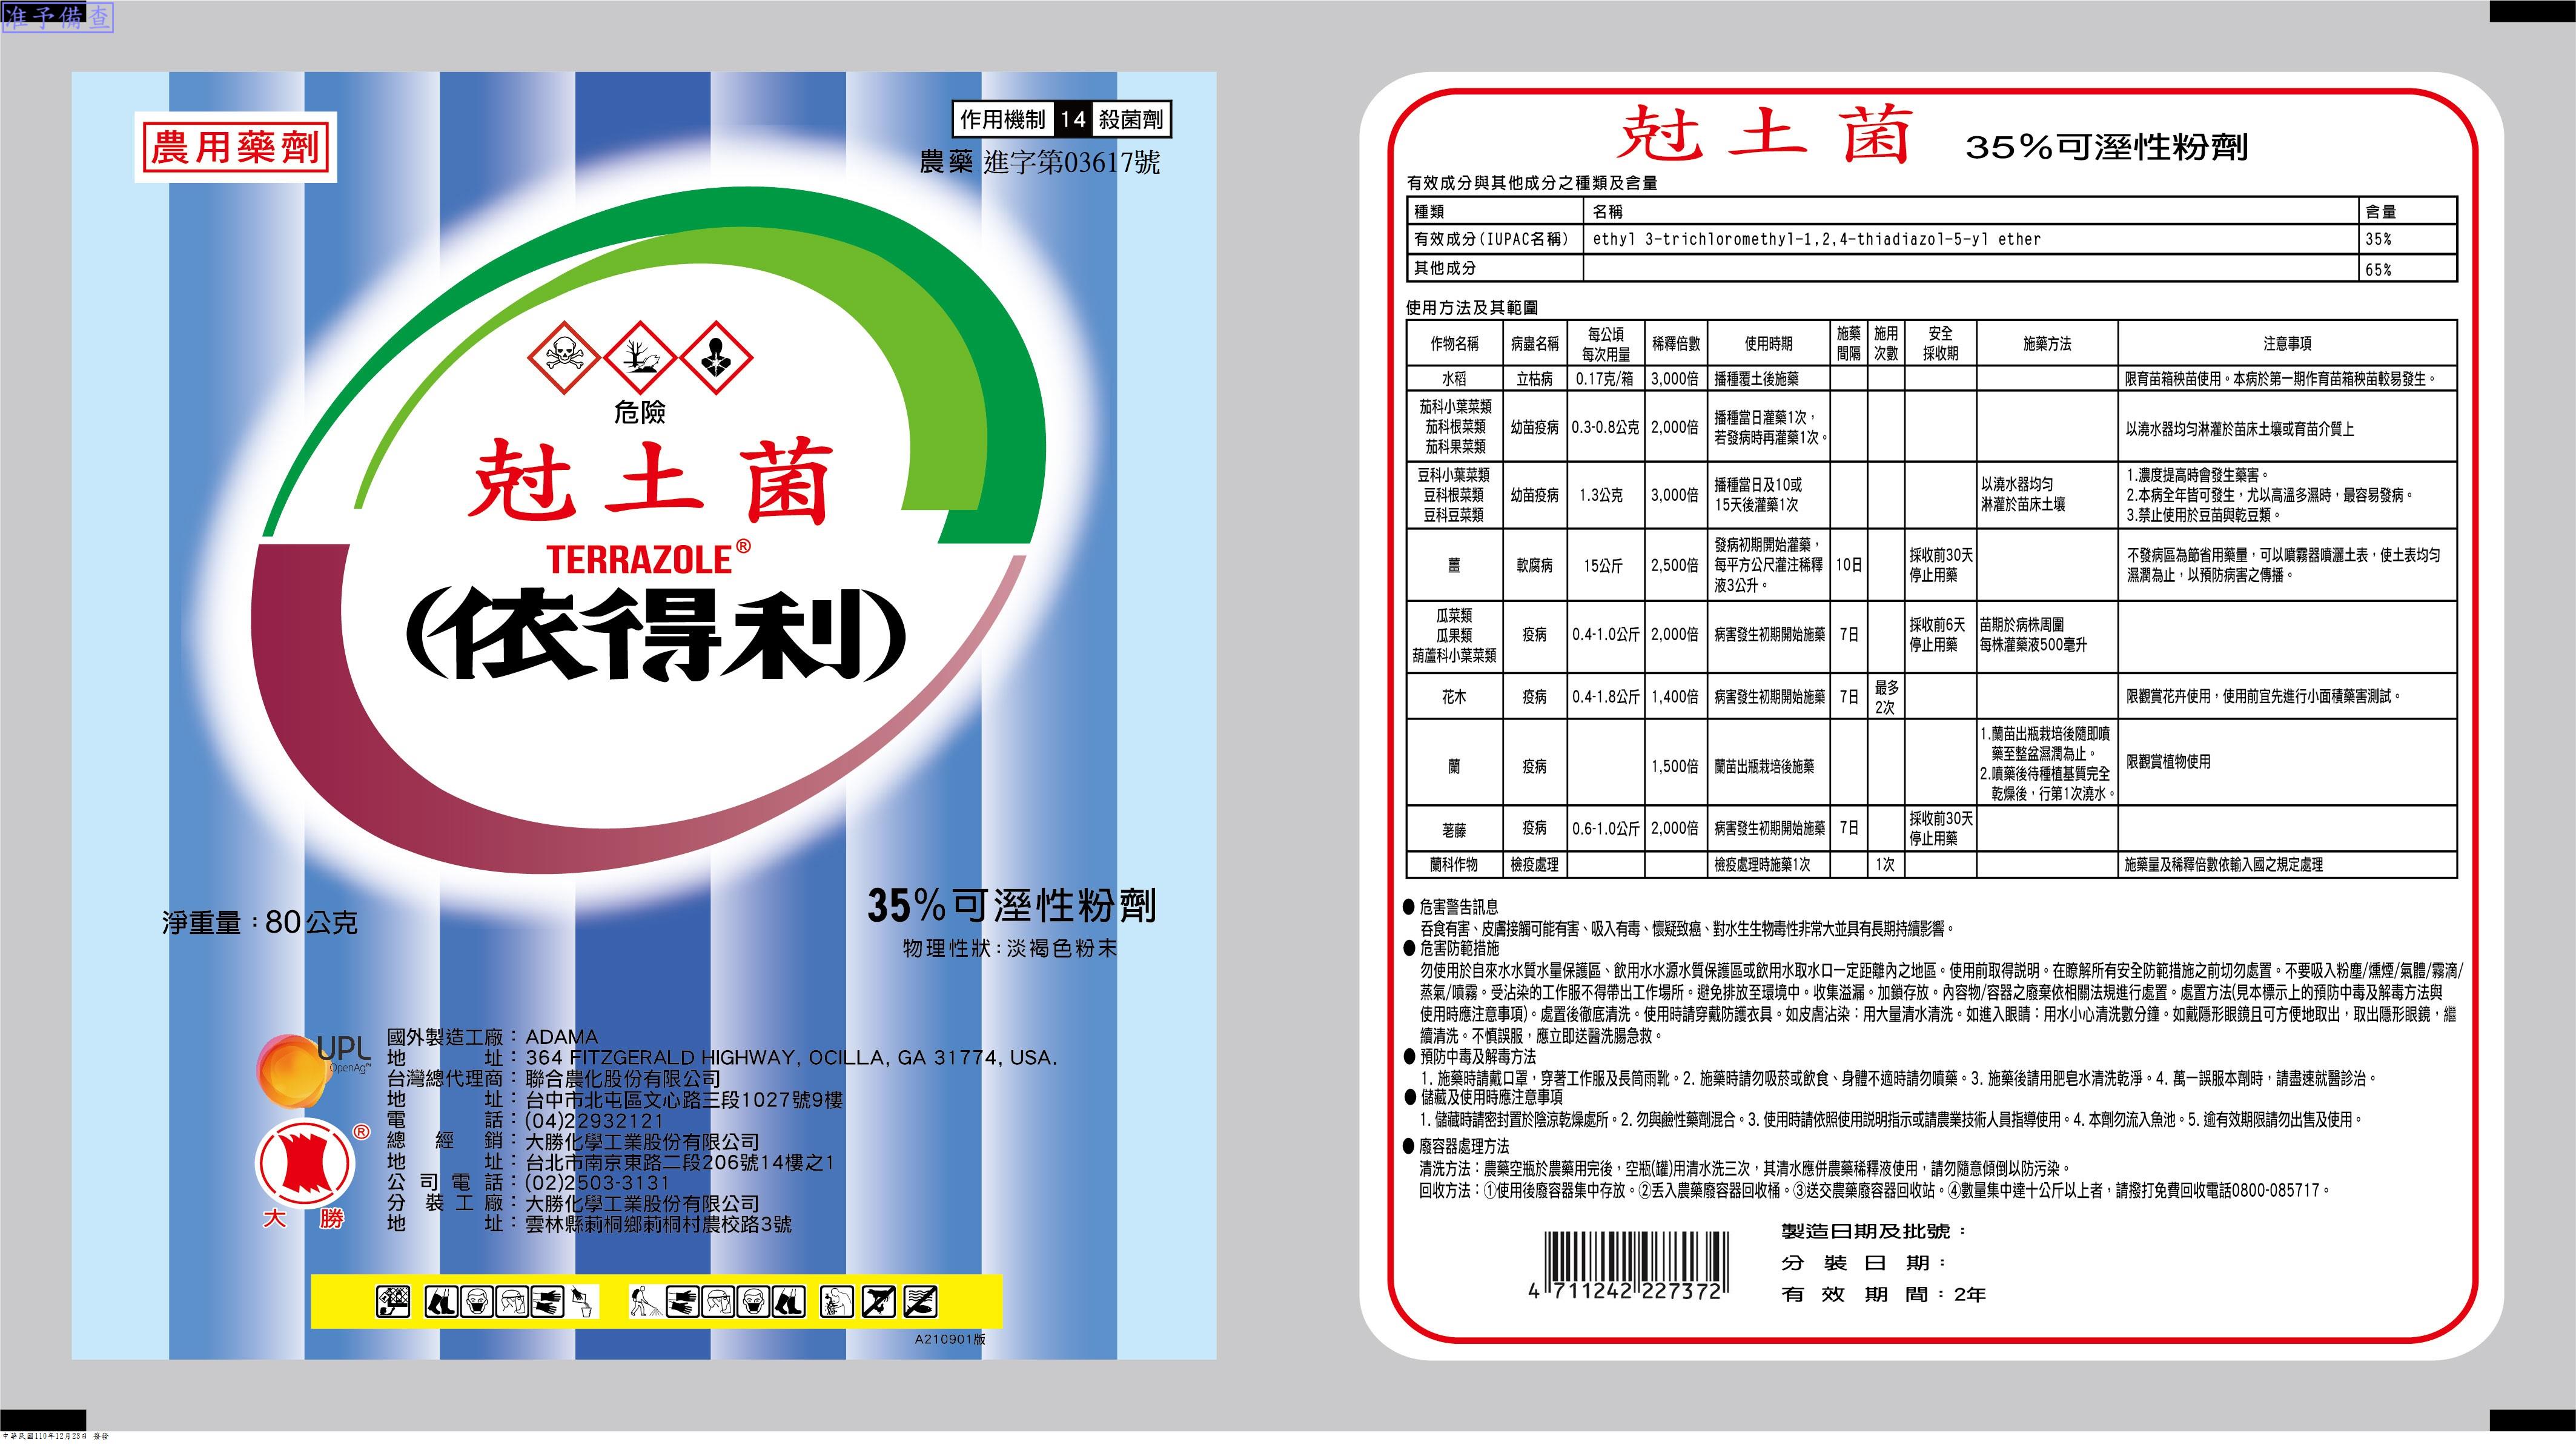 准予備查
農用藥劑
作用機制 14 殺菌劑
農藥 進字第03617號
危險
尅土菌
TERRAZOLE®
(依得利)
淨重量：80公克
35%可溼性粉劑
物理性狀：淡褐色粉末
UPL
OpenAg™
國外製造工廠：ADAMA
地址：364 FITZGERALD HIGHWAY, OCILLA, GA 31774, USA.
台灣總代理商：聯合農化股份有限公司
地址：台中市北屯區文心路三段1027號9樓
電話：(04)22932121
總經銷：大勝化學工業股份有限公司
地址：台北市南京東路二段206號14樓之1
公司電話：(02)2503-3131
分裝工廠：大勝化學工業股份有限公司
地址：雲林縣莿桐鄉莿桐村農校路3號
®
大勝
A210901版
中華民國110年12月23日 簽發
尅土菌 35%可溼性粉劑
有效成分與其他成分之種類及含量
種類 名稱 含量
有效成分(IUPAC名稱) ethyl 3-trichloromethyl-1,2,4-thiadiazol-5-yl ether 35%
其他成分 65%
使用方法及其範圍
作物名稱 病蟲名稱 每公頃每次用量 稀釋倍數 使用時期 施藥間隔 施用次數 安全採收期 施藥方法 注意事項
水稻 立枯病 0.17克/箱 3,000倍 播種覆土後施藥 限育苗箱秧苗使用。本病於第一期作育苗箱秧苗較易發生。
茄科小葉菜類 茄科根菜類 茄科果菜類 幼苗疫病 0.3-0.8公克 2,000倍 播種當日灌藥1次，若發病時再灌藥1次。 以澆水器均勻淋灌於苗床土壤或育苗介質上
豆科小葉菜類 豆科根菜類 豆科豆菜類 幼苗疫病 1.3公克 3,000倍 播種當日及10或15天後灌藥1次 以澆水器均勻淋灌於苗床土壤 1.濃度提高時會發生藥害。 2.本病全年皆可發生，尤以高溫多濕時，最容易發病。 3.禁止使用於豆苗與乾豆類。
薑 軟腐病 15公斤 2,500倍 發病初期開始灌藥，每平方公尺灌注稀釋液3公升。 10日 採收前30天停止用藥 不發病區為節省用藥量，可以噴霧器噴灑土表，使土表均勻濕潤為止，以預防病害之傳播。
瓜菜類 瓜果類 葫蘆科小葉菜類 疫病 0.4-1.0公斤 2,000倍 病害發生初期開始施藥 7日 採收前6天停止用藥 苗期於病株周圍每株灌藥液500毫升
花木 疫病 0.4-1.8公斤 1,400倍 病害發生初期開始施藥 7日 最多2次 限觀賞花卉使用，使用前宜先進行小面積藥害測試。
蘭 疫病 1,500倍 蘭苗出瓶栽培後施藥 1.蘭苗出瓶栽培後隨即噴藥至整盆濕潤為止。 2.噴藥後待種植基質完全乾燥後，行第1次澆水。 限觀賞植物使用
荖藤 疫病 0.6-1.0公斤 2,000倍 病害發生初期開始施藥 7日 採收前30天停止用藥
蘭科作物 檢疫處理 檢疫處理時施藥1次 1次 施藥量及稀釋倍數依輸入國之規定處理
● 危害警告訊息
吞食有害、皮膚接觸可能有害、吸入有毒、懷疑致癌、對水生生物毒性非常大並具有長期持續影響。
● 危害防範措施
勿使用於自來水水質水量保護區、飲用水水源水質保護區或飲用水取水口一定距離內之地區。使用前取得說明。在瞭解所有安全防範措施之前切勿處置。不要吸入粉塵/燻煙/氣體/霧滴/
蒸氣/噴霧。受沾染的工作服不得帶出工作場所。避免排放至環境中。收集溢漏。加鎖存放。內容物/容器之廢棄依相關法規進行處置。處置方法(見本標示上的預防中毒及解毒方法與
使用時應注意事項)。處置後徹底清洗。使用時請穿戴防護衣具。如皮膚沾染：用大量清水清洗。如進入眼睛：用水小心清洗數分鐘。如戴隱形眼鏡且可方便地取出，取出隱形眼鏡，繼
續清洗。不慎誤服，應立即送醫洗腸急救。
● 預防中毒及解毒方法
1. 施藥時請戴口罩，穿著工作服及長筒雨靴。2. 施藥時請勿吸菸或飲食、身體不適時請勿噴藥。3. 施藥後請用肥皂水清洗乾淨。4. 萬一誤服本劑時，請盡速就醫診治。
● 儲藏及使用時應注意事項
1. 儲藏時請密封置於陰涼乾燥處所。2. 勿與鹼性藥劑混合。3. 使用時請依照使用說明指示或請農業技術人員指導使用。4. 本劑勿流入魚池。5. 逾有效期限請勿出售及使用。
● 廢容器處理方法
清洗方法：農藥空瓶於農藥用完後，空瓶(罐)用清水洗三次，其清水應併農藥稀釋液使用，請勿隨意傾倒以防污染。
回收方法：①使用後廢容器集中存放。②丟入農藥廢容器回收桶。③送交農藥廢容器回收站。④數量集中達十公斤以上者，請撥打免費回收電話0800-085717。
4 711242 227372
製造日期及批號：
分裝日期：
有效期間：2年